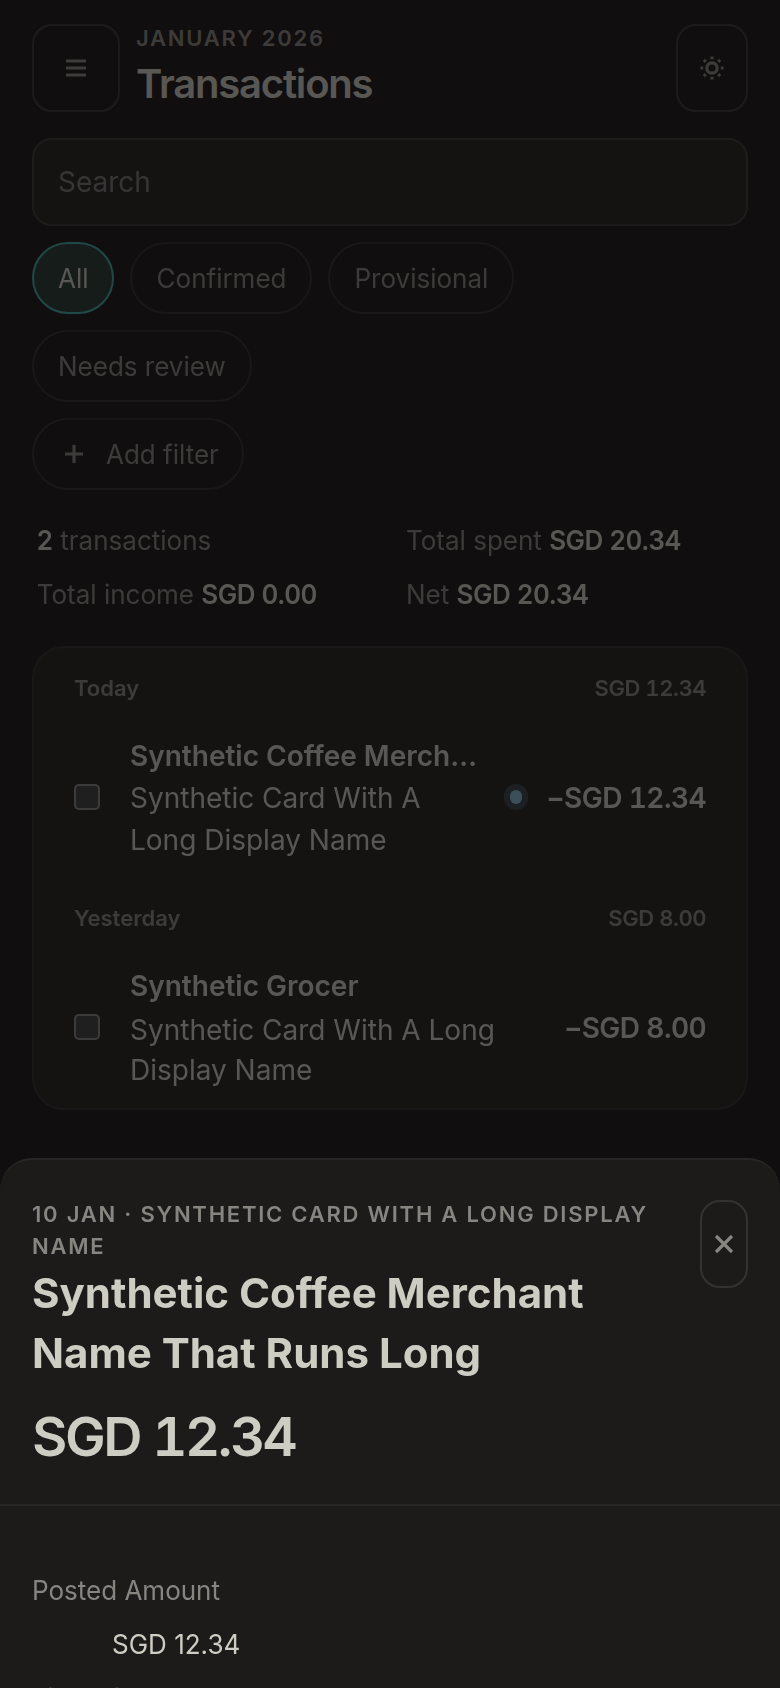 JANUARY 2026
Transactions
Search
All
Confirmed
Provisional
Needs review
Add filter
2 transactions
Total spent SGD 20.34
Total income SGD 0.00
Net SGD 20.34
Today
SGD 12.34
Synthetic Coffee Merch...
Synthetic Card With A
Long Display Name
–SGD 12.34
Yesterday
SGD 8.00
Synthetic Grocer
Synthetic Card With A Long
Display Name
–SGD 8.00
10 JAN · SYNTHETIC CARD WITH A LONG DISPLAY
NAME
Synthetic Coffee Merchant
Name That Runs Long
SGD 12.34
Posted Amount
SGD 12.34